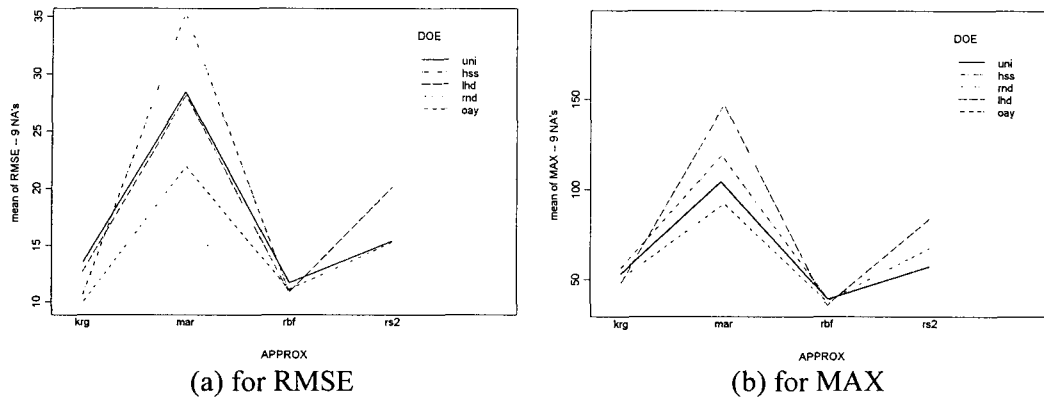 35
30
25
20
15
10
mean of RMSE -- 9 NA's
DOE
uni
hss
lhd
rnd
oay
krg
mar
rbf
rs2
APPROX
(a) for RMSE
150
100
50
mean of MAX -- 9 NA's
DOE
uni
hss
rnd
lhd
oay
krg
mar
rbf
rs2
APPROX
(b) for MAX